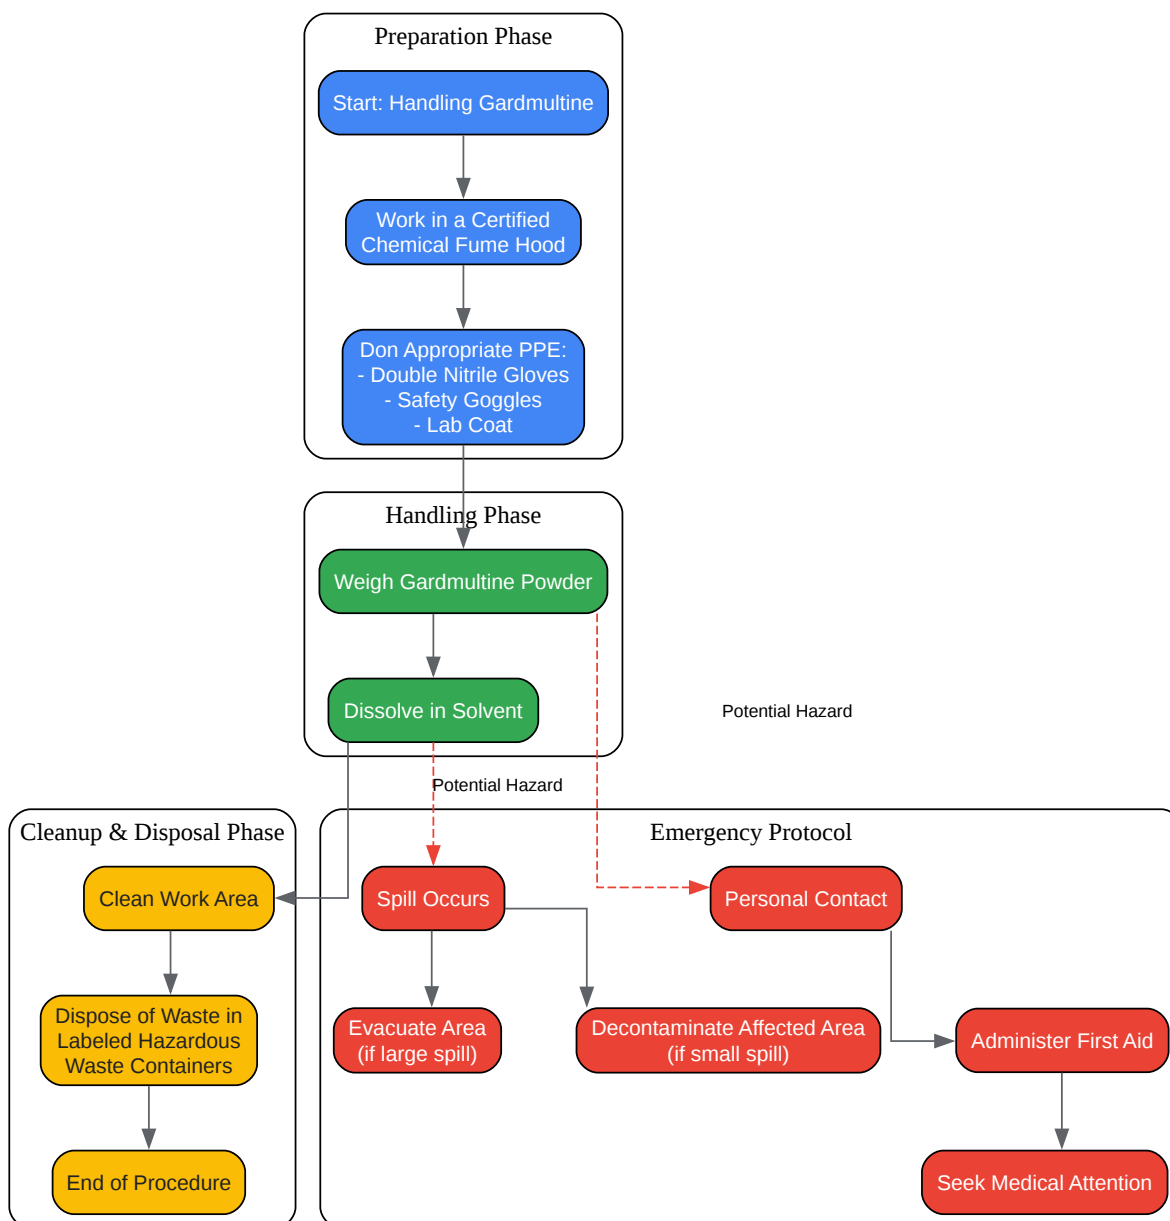 Preparation Phase
Start: Handling Gardmultine
Work in a Certified
Chemical Fume Hood
Don Appropriate PPE:
- Double Nitrile Gloves
- Safety Goggles
- Lab Coat
Handling Phase
Weigh Gardmultine Powder
Dissolve in Solvent
Potential Hazard
Potential Hazard
Cleanup & Disposal Phase
Clean Work Area
Dispose of Waste in
Labeled Hazardous
Waste Containers
End of Procedure
Emergency Protocol
Spill Occurs
Personal Contact
Evacuate Area
(if large spill)
Decontaminate Affected Area
(if small spill)
Administer First Aid
Seek Medical Attention